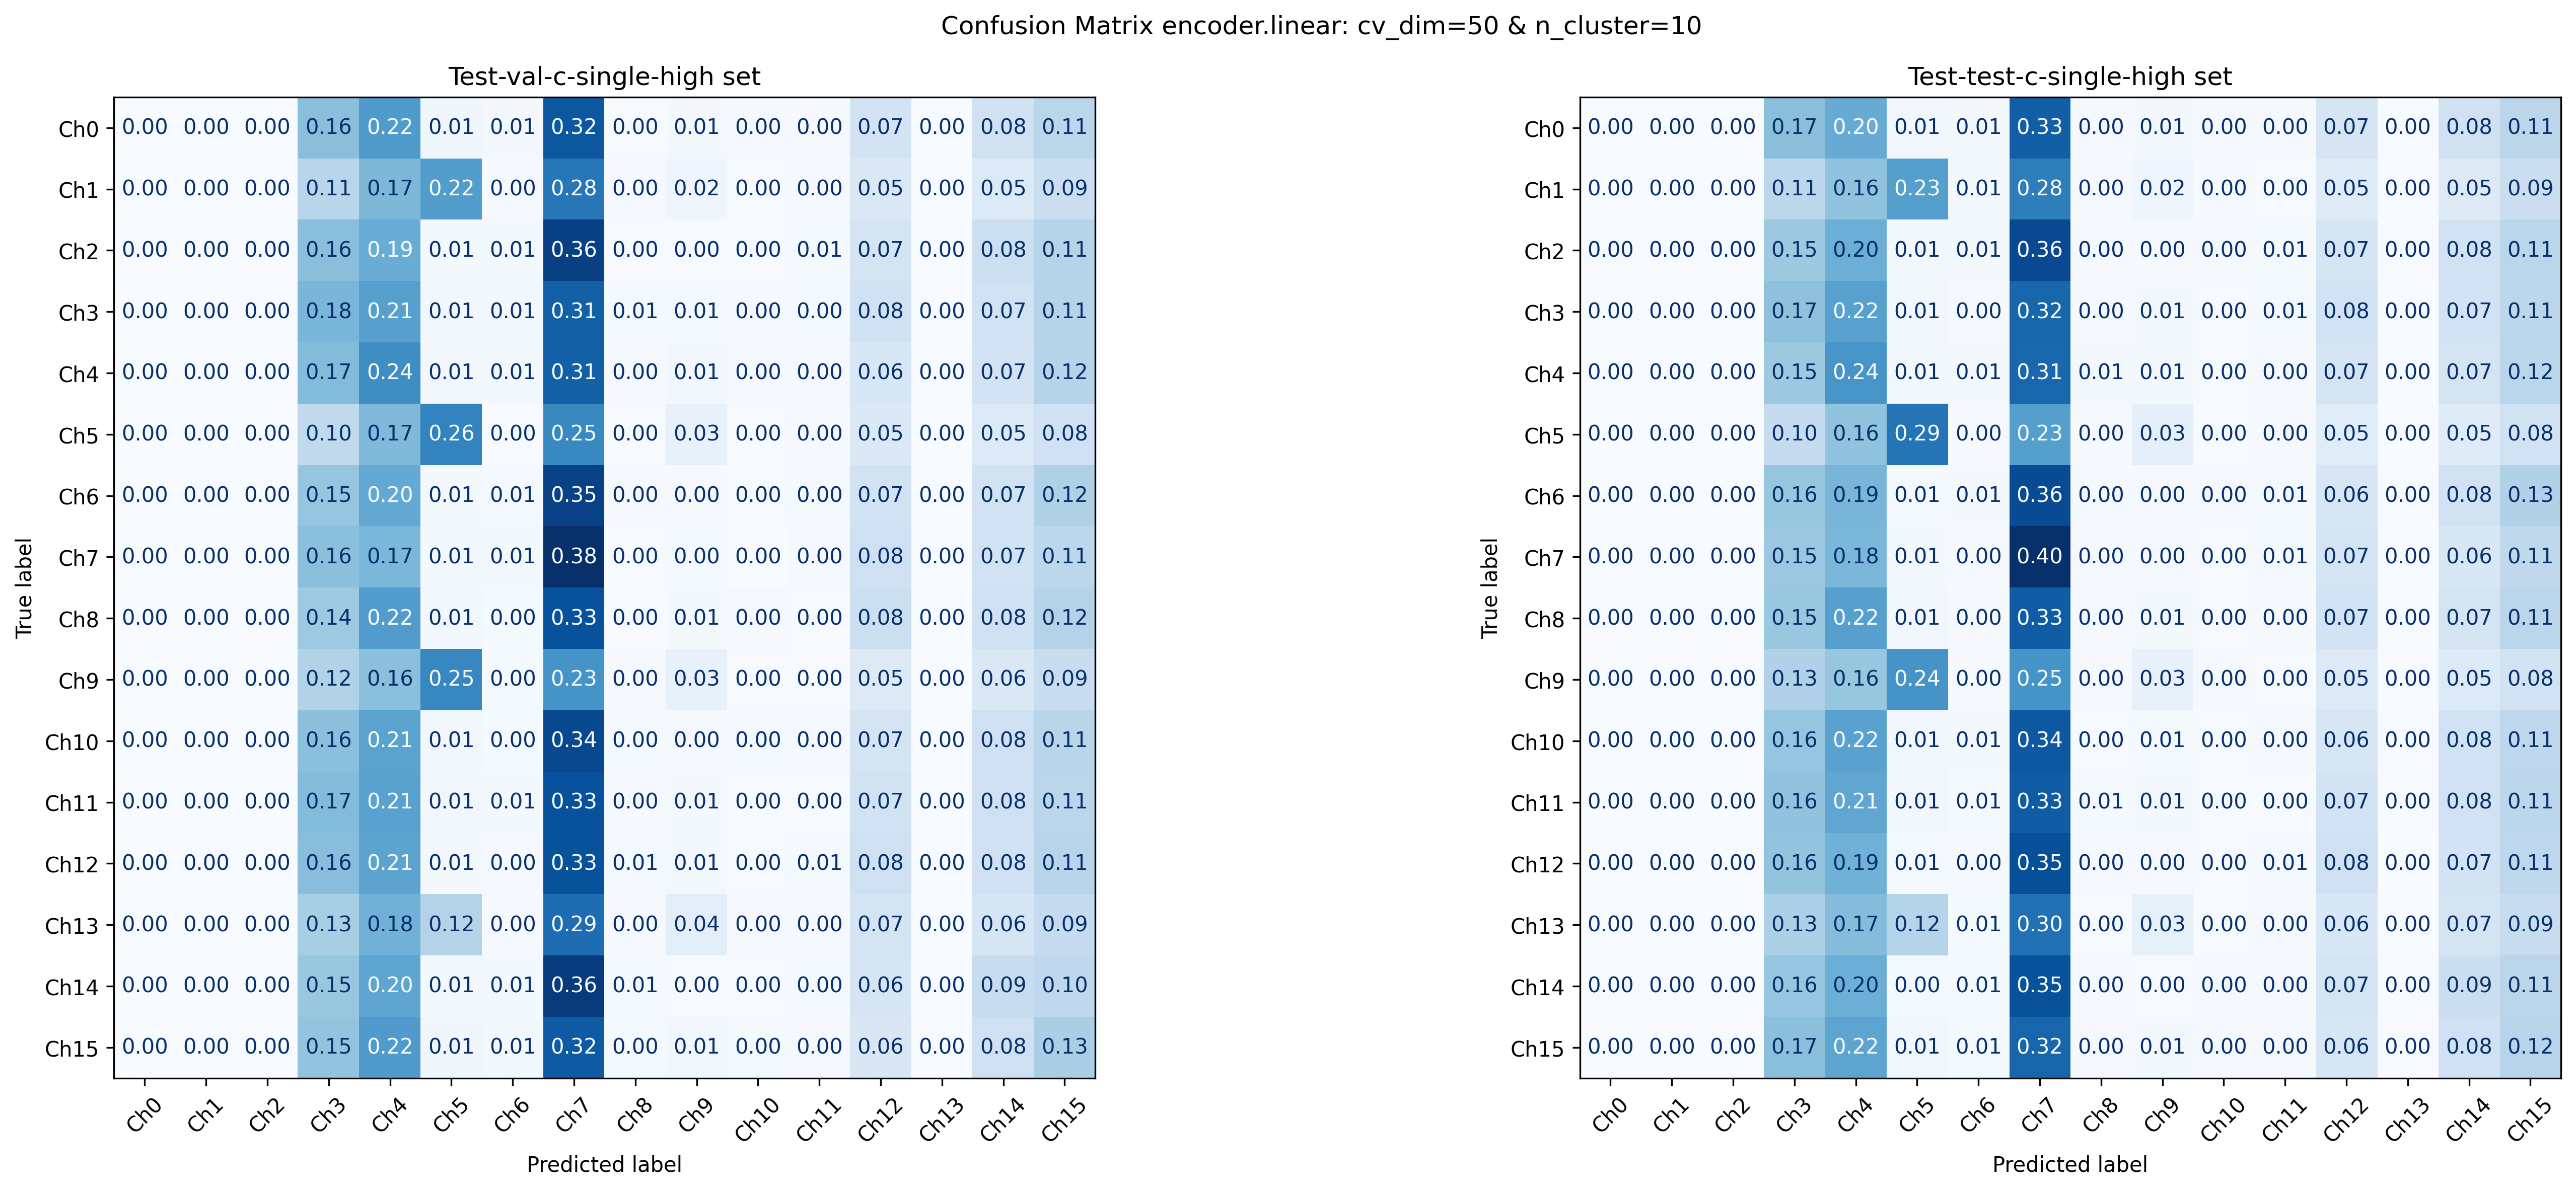 Confusion Matrix encoder.linear: cv_dim=50 & n_cluster=10
Test-val-c-single-high set
Ch0 0.00 0.00 0.00 0.16 0.22 0.01 0.01 0.32 0.00 0.01 0.00 0.00 0.07 0.00 0.08 0.11
Ch1 0.00 0.00 0.00 0.11 0.17 0.22 0.00 0.28 0.00 0.02 0.00 0.00 0.05 0.00 0.05 0.09
Ch2 0.00 0.00 0.00 0.16 0.19 0.01 0.01 0.36 0.00 0.00 0.00 0.01 0.07 0.00 0.08 0.11
Ch3 0.00 0.00 0.00 0.18 0.21 0.01 0.01 0.31 0.01 0.01 0.00 0.00 0.08 0.00 0.07 0.11
Ch4 0.00 0.00 0.00 0.17 0.24 0.01 0.01 0.31 0.00 0.01 0.00 0.00 0.06 0.00 0.07 0.12
Ch5 0.00 0.00 0.00 0.10 0.17 0.26 0.00 0.25 0.00 0.03 0.00 0.00 0.05 0.00 0.05 0.08
Ch6 0.00 0.00 0.00 0.15 0.20 0.01 0.01 0.35 0.00 0.00 0.00 0.00 0.07 0.00 0.07 0.12
Ch7 0.00 0.00 0.00 0.16 0.17 0.01 0.01 0.38 0.00 0.00 0.00 0.00 0.08 0.00 0.07 0.11
Ch8 0.00 0.00 0.00 0.14 0.22 0.01 0.00 0.33 0.00 0.01 0.00 0.00 0.08 0.00 0.08 0.12
Ch9 0.00 0.00 0.00 0.12 0.16 0.25 0.00 0.23 0.00 0.03 0.00 0.00 0.05 0.00 0.06 0.09
Ch10 0.00 0.00 0.00 0.16 0.21 0.01 0.00 0.34 0.00 0.00 0.00 0.00 0.07 0.00 0.08 0.11
Ch11 0.00 0.00 0.00 0.17 0.21 0.01 0.01 0.33 0.00 0.01 0.00 0.00 0.07 0.00 0.08 0.11
Ch12 0.00 0.00 0.00 0.16 0.21 0.01 0.00 0.33 0.01 0.01 0.00 0.01 0.08 0.00 0.08 0.11
Ch13 0.00 0.00 0.00 0.13 0.18 0.12 0.00 0.29 0.00 0.04 0.00 0.00 0.07 0.00 0.06 0.09
Ch14 0.00 0.00 0.00 0.15 0.20 0.01 0.01 0.36 0.01 0.00 0.00 0.00 0.06 0.00 0.09 0.10
Ch15 0.00 0.00 0.00 0.15 0.22 0.01 0.01 0.32 0.00 0.01 0.00 0.00 0.06 0.00 0.08 0.13
True label
Ch0 Ch1 Ch2 Ch3 Ch4 Ch5 Ch6 Ch7 Ch8 Ch9 Ch10 Ch11 Ch12 Ch13 Ch14 Ch15
Predicted label
Test-test-c-single-high set
Ch0 0.00 0.00 0.00 0.17 0.20 0.01 0.01 0.33 0.00 0.01 0.00 0.00 0.07 0.00 0.08 0.11
Ch1 0.00 0.00 0.00 0.11 0.16 0.23 0.01 0.28 0.00 0.02 0.00 0.00 0.05 0.00 0.05 0.09
Ch2 0.00 0.00 0.00 0.15 0.20 0.01 0.01 0.36 0.00 0.00 0.00 0.01 0.07 0.00 0.08 0.11
Ch3 0.00 0.00 0.00 0.17 0.22 0.01 0.00 0.32 0.00 0.01 0.00 0.01 0.08 0.00 0.07 0.11
Ch4 0.00 0.00 0.00 0.15 0.24 0.01 0.01 0.31 0.01 0.01 0.00 0.00 0.07 0.00 0.07 0.12
Ch5 0.00 0.00 0.00 0.10 0.16 0.29 0.00 0.23 0.00 0.03 0.00 0.00 0.05 0.00 0.05 0.08
Ch6 0.00 0.00 0.00 0.16 0.19 0.01 0.01 0.36 0.00 0.00 0.00 0.01 0.06 0.00 0.08 0.13
Ch7 0.00 0.00 0.00 0.15 0.18 0.01 0.00 0.40 0.00 0.00 0.00 0.01 0.07 0.00 0.06 0.11
Ch8 0.00 0.00 0.00 0.15 0.22 0.01 0.01 0.33 0.00 0.01 0.00 0.00 0.07 0.00 0.07 0.11
Ch9 0.00 0.00 0.00 0.13 0.16 0.24 0.00 0.25 0.00 0.03 0.00 0.00 0.05 0.00 0.05 0.08
Ch10 0.00 0.00 0.00 0.16 0.22 0.01 0.01 0.34 0.00 0.01 0.00 0.00 0.06 0.00 0.08 0.11
Ch11 0.00 0.00 0.00 0.16 0.21 0.01 0.01 0.33 0.01 0.01 0.00 0.00 0.07 0.00 0.08 0.11
Ch12 0.00 0.00 0.00 0.16 0.19 0.01 0.00 0.35 0.00 0.00 0.00 0.01 0.08 0.00 0.07 0.11
Ch13 0.00 0.00 0.00 0.13 0.17 0.12 0.01 0.30 0.00 0.03 0.00 0.00 0.06 0.00 0.07 0.09
Ch14 0.00 0.00 0.00 0.16 0.20 0.00 0.01 0.35 0.00 0.00 0.00 0.00 0.07 0.00 0.09 0.11
Ch15 0.00 0.00 0.00 0.17 0.22 0.01 0.01 0.32 0.00 0.01 0.00 0.00 0.06 0.00 0.08 0.12
True label
Ch0 Ch1 Ch2 Ch3 Ch4 Ch5 Ch6 Ch7 Ch8 Ch9 Ch10 Ch11 Ch12 Ch13 Ch14 Ch15
Predicted label